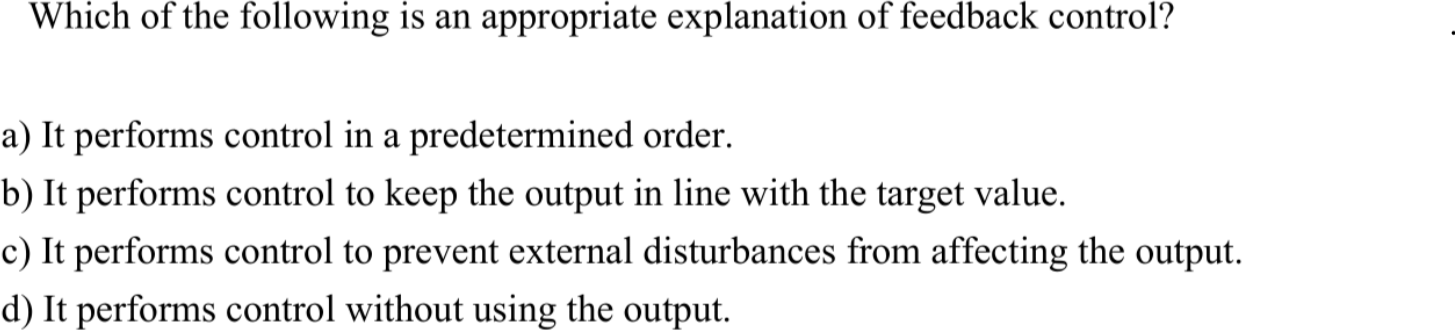 Which of the following is an appropriate explanation of feedback control?
a) It performs control in a predetermined order.
b) It performs control to keep the output in line with the target value.
c) It performs control to prevent external disturbances from affecting the output.
d) It performs control without using the output.